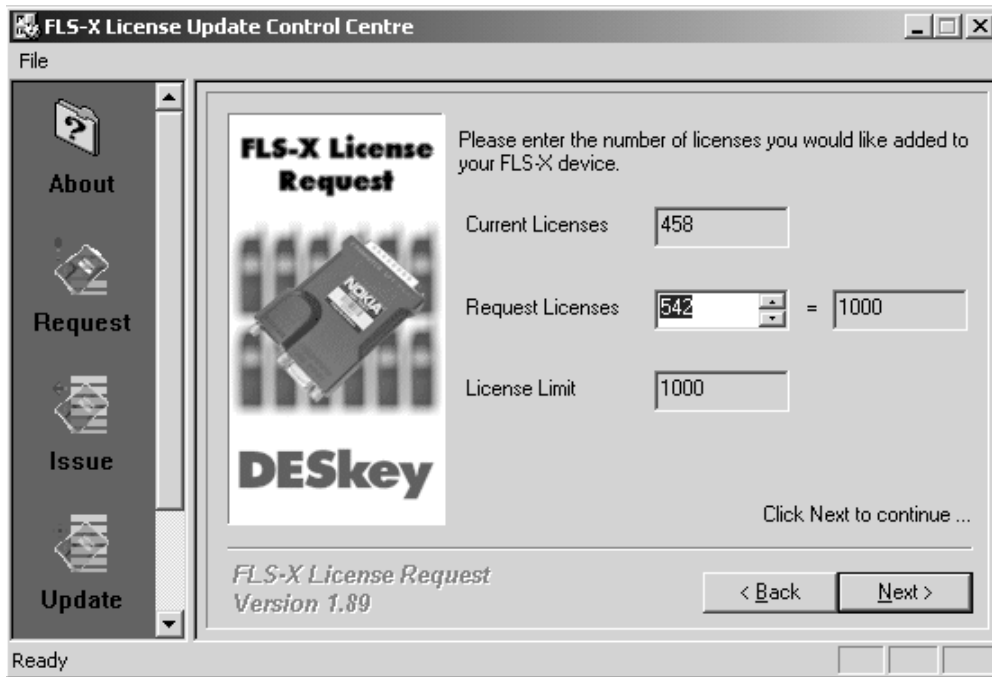 FLS-X License Update Control Centre
File
About
Request
Issue
Update
FLS-X License
Request
NOKIA
DESkey
Please enter the number of licenses you would like added to
your FLS-X device.
Current Licenses 458
Request Licenses 542 = 1000
License Limit 1000
Click Next to continue ...
FLS-X License Request
Version 1.89
< Back Next >
Ready